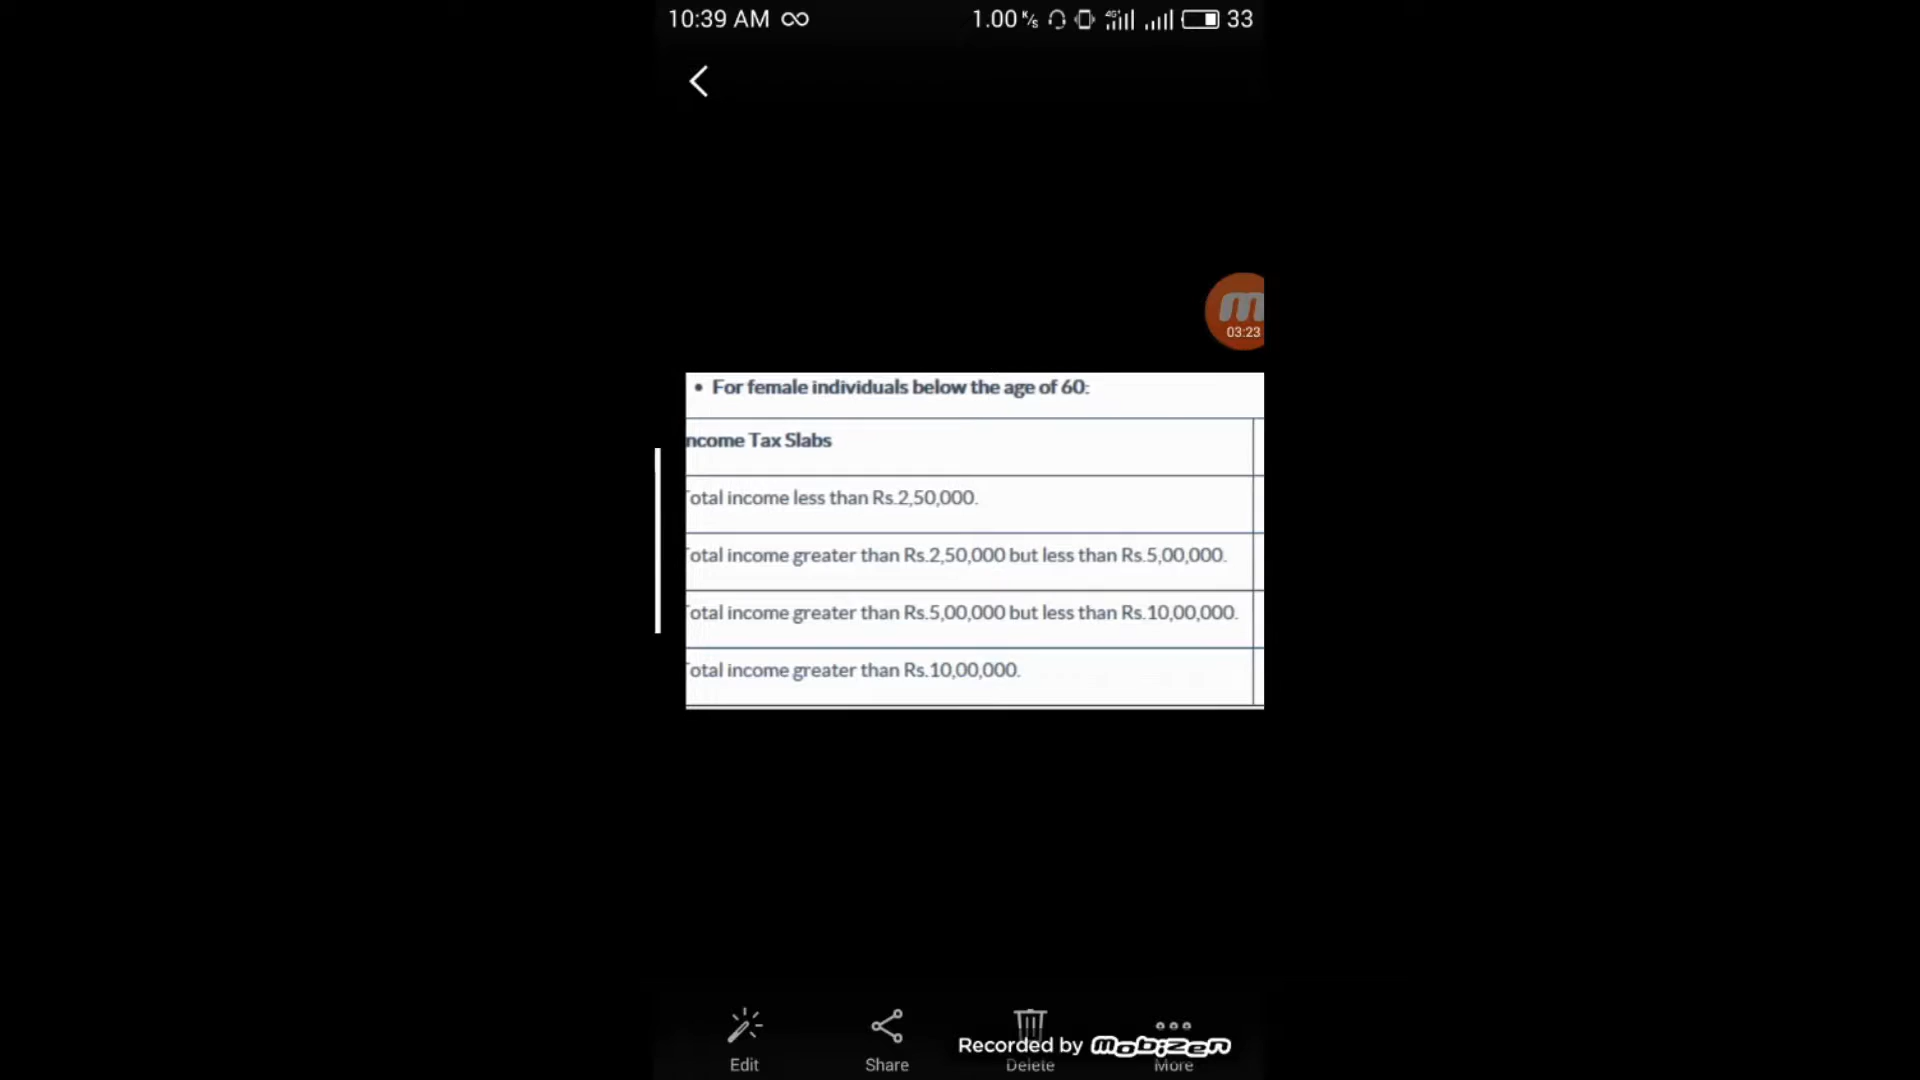 10:39 AM 1.00 K/s 4G 33
03:23
• For female individuals below the age of 60:
ncome Tax Slabs
otal income less than Rs.2,50,000.
otal income greater than Rs.2,50,000 but less than Rs.5,00,000.
otal income greater than Rs.5,00,000 but less than Rs.10,00,000.
otal income greater than Rs.10,00,000.
Recorded by Mobizen
Edit Share Delete More